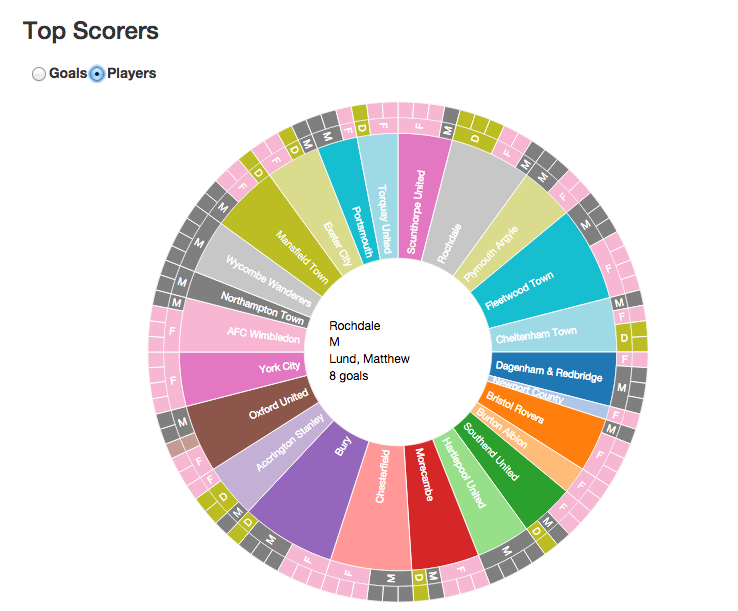 Top Scorers
Goals Players
Scunthorpe United
Rochdale
Plymouth Argyle
Fleetwood Town
Cheltenham Town
Dagenham & Redbridge
Newport County
Bristol Rovers
Burton Albion
Southend United
Hartlepool United
Morecambe
Chesterfield
Bury
Accrington Stanley
Oxford United
York City
AFC Wimbledon
Northampton Town
Wycombe Wanderers
Mansfield Town
Exeter City
Portsmouth
Torquay United
F
M
D
F
M
M
F
M
F
M
F
D
F
M
F
M
F
F
M
D
M
F
M
D
M
F
F
M
D
M
D
F
F
M
F
F
M
M
M
M
F
D
F
D
M
M
F
D
F
Rochdale
M
Lund, Matthew
8 goals